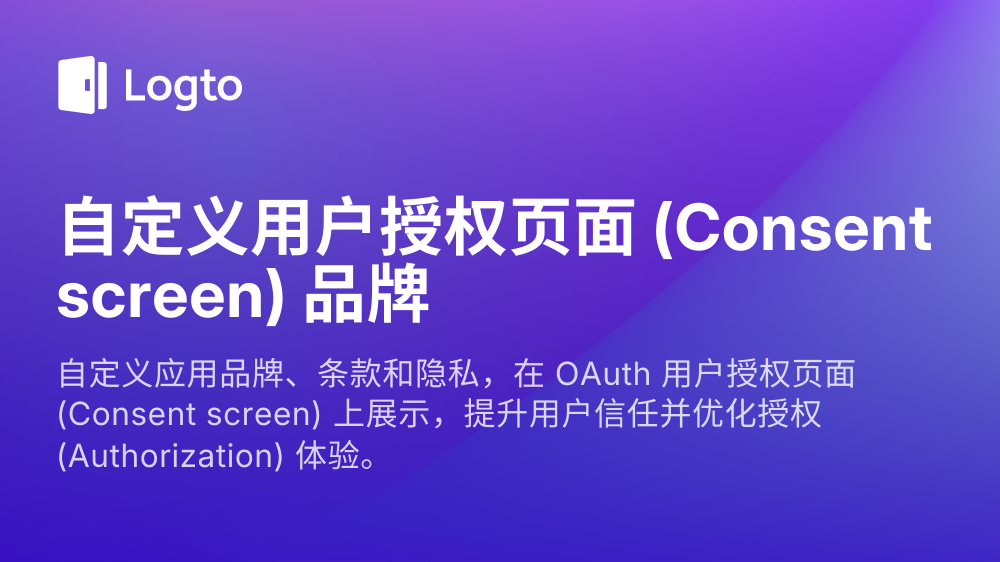 Logto
自定义用户授权页面 (Consent
screen) 品牌
自定义应用品牌、条款和隐私，在 OAuth 用户授权页面
(Consent screen) 上展示，提升用户信任并优化授权
(Authorization) 体验。